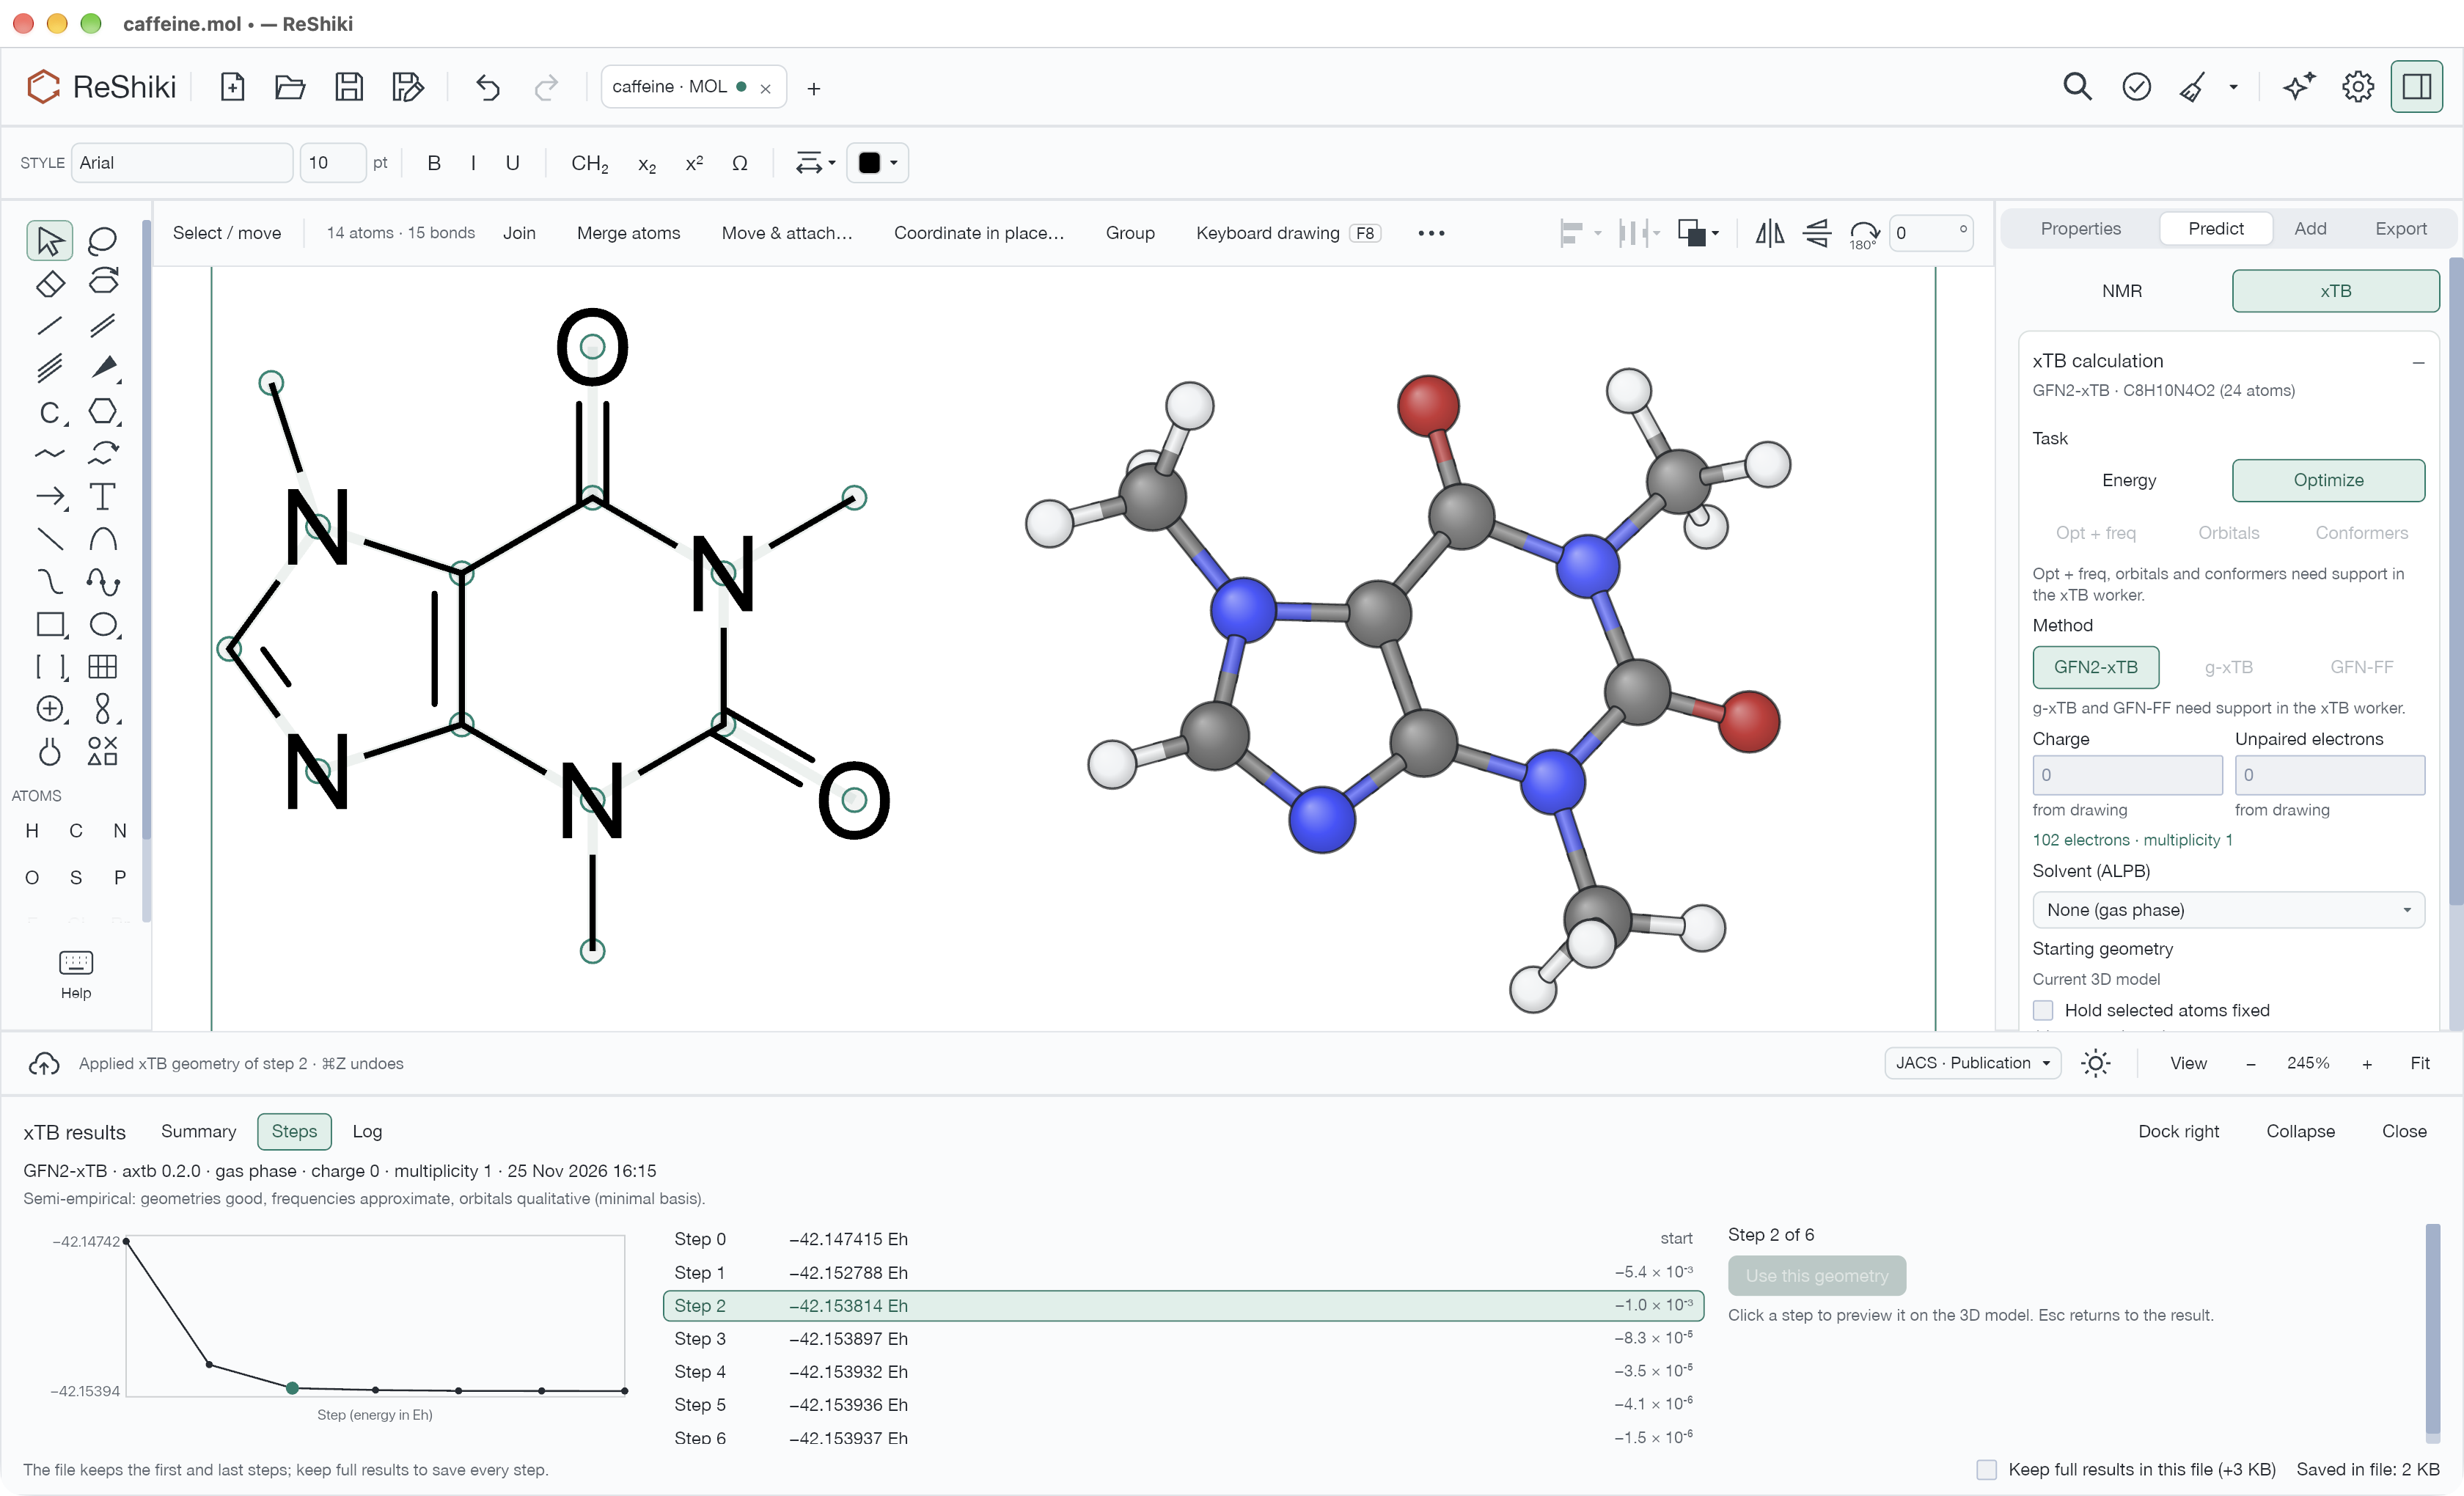 caffeine.mol • — ReShiki
ReShiki
caffeine · MOL
STYLE Arial 10 pt B I U CH₂ x₂ x² Ω
Select / move 14 atoms · 15 bonds Join Merge atoms Move & attach... Coordinate in place... Group Keyboard drawing F8 ••• 180° 0 °
Properties Predict Add Export
NMR xTB
xTB calculation
GFN2-xTB · C8H10N4O2 (24 atoms)
Task
Energy Optimize
Opt + freq Orbitals Conformers
Opt + freq, orbitals and conformers need support in
the xTB worker.
Method
GFN2-xTB g-xTB GFN-FF
g-xTB and GFN-FF need support in the xTB worker.
Charge Unpaired electrons
0 0
from drawing from drawing
102 electrons · multiplicity 1
Solvent (ALPB)
None (gas phase)
Starting geometry
Current 3D model
Hold selected atoms fixed
C
T
ATOMS
H C N
O S P
Help
O
N
N
N
N
O
Applied xTB geometry of step 2 · ⌘Z undoes
JACS · Publication View − 245% + Fit
xTB results Summary Steps Log Dock right Collapse Close
GFN2-xTB · axtb 0.2.0 · gas phase · charge 0 · multiplicity 1 · 25 Nov 2026 16:15
Semi-empirical: geometries good, frequencies approximate, orbitals qualitative (minimal basis).
−42.14742
−42.15394
Step (energy in Eh)
Step 0 −42.147415 Eh start
Step 1 −42.152788 Eh −5.4 × 10⁻³
Step 2 −42.153814 Eh −1.0 × 10⁻³
Step 3 −42.153897 Eh −8.3 × 10⁻⁵
Step 4 −42.153932 Eh −3.5 × 10⁻⁵
Step 5 −42.153936 Eh −4.1 × 10⁻⁶
Step 6 −42.153937 Eh −1.5 × 10⁻⁶
Step 2 of 6
Use this geometry
Click a step to preview it on the 3D model. Esc returns to the result.
The file keeps the first and last steps; keep full results to save every step.
Keep full results in this file (+3 KB) Saved in file: 2 KB